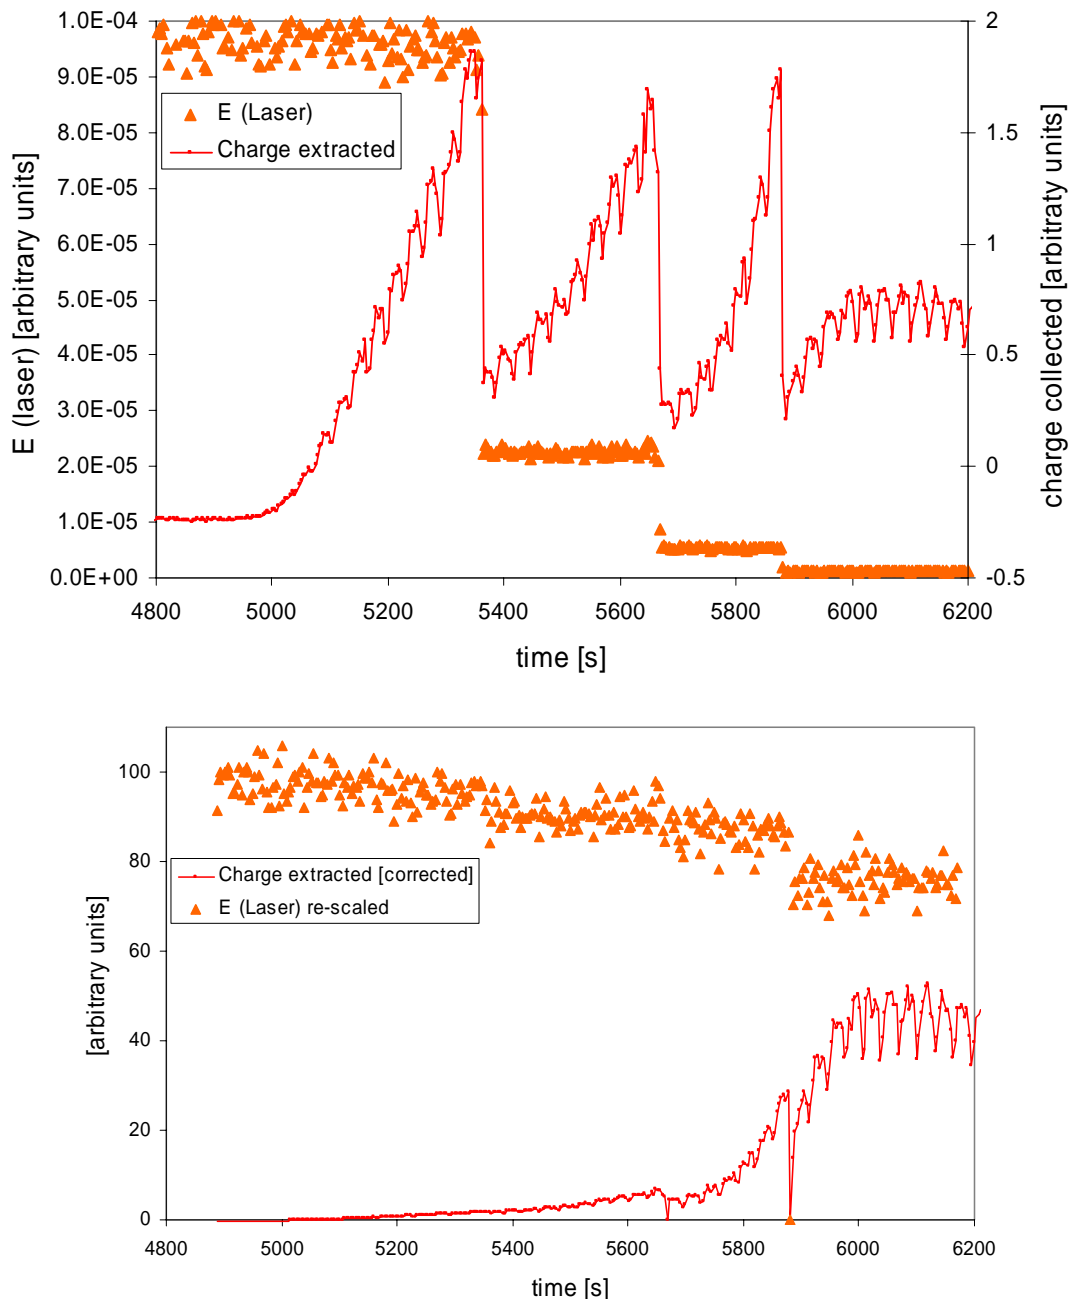 1.0E-04
9.0E-05
8.0E-05
7.0E-05
6.0E-05
5.0E-05
4.0E-05
3.0E-05
2.0E-05
1.0E-05
0.0E+00
E (laser) [arbitrary units]
E (Laser)
Charge extracted
2
1.5
1
0.5
0
-0.5
charge collected [arbitraty units]
4800 5000 5200 5400 5600 5800 6000 6200
time [s]
100
80
60
40
20
0
[arbitrary units]
Charge extracted [corrected]
E (Laser) re-scaled
4800 5000 5200 5400 5600 5800 6000 6200
time [s]